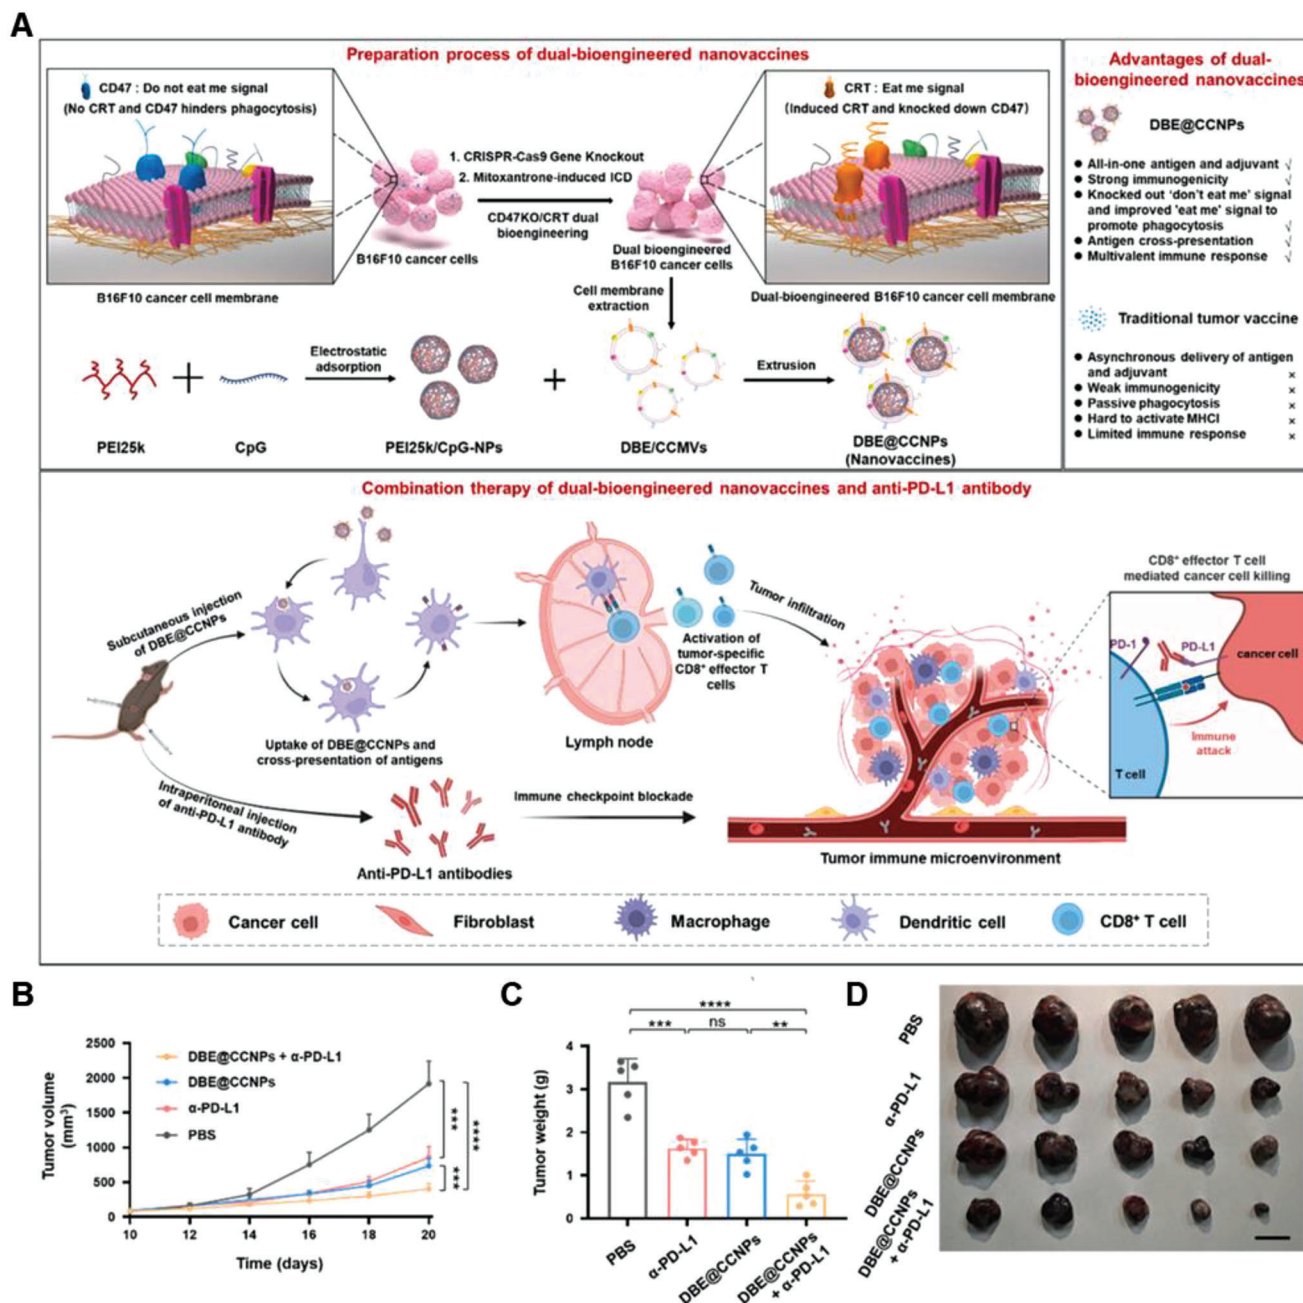 A
Preparation process of dual-bioengineered nanovaccines
CD47 : Do not eat me signal
(No CRT and CD47 hinders phagocytosis)
B16F10 cancer cell membrane
B16F10 cancer cells
1. CRISPR-Cas9 Gene Knockout
2. Mitoxantrone-induced ICD
CD47KO/CRT dual
bioengineering
Dual bioengineered
B16F10 cancer cells
CRT : Eat me signal
(Induced CRT and knocked down CD47)
Dual-bioengineered B16F10 cancer cell membrane
Cell membrane
extraction
Electrostatic
adsorption
Extrusion
PEI25k
CpG
PEI25k/CpG-NPs
DBE/CCMVs
DBE@CCNPs
(Nanovaccines)
Advantages of dual-
bioengineered nanovaccines
DBE@CCNPs
● All-in-one antigen and adjuvant √
● Strong immunogenicity √
● Knocked out ‘don’t eat me’ signal
and improved 'eat me' signal to
promote phagocytosis √
● Antigen cross-presentation √
● Multivalent immune response √
Traditional tumor vaccine
● Asynchronous delivery of antigen
and adjuvant ×
● Weak immunogenicity ×
● Passive phagocytosis ×
● Hard to activate MHCI ×
● Limited immune response ×
Combination therapy of dual-bioengineered nanovaccines and anti-PD-L1 antibody
Subcutaneous injection
of DBE@CCNPs
Uptake of DBE@CCNPs and
cross-presentation of antigens
Intraperitoneal injection
of anti-PD-L1 antibody
Anti-PD-L1 antibodies
Immune checkpoint blockade
Lymph node
Activation of
tumor-specific
CD8⁺ effector T
cells
Tumor infiltration
Tumor immune microenvironment
CD8⁺ effector T cell
mediated cancer cell killing
PD-1
PD-L1
cancer cell
Immune
attack
T cell
Cancer cell
Fibroblast
Macrophage
Dendritic cell
CD8⁺ T cell
B
Tumor volume
(mm³)
2500
2000
1500
1000
500
0
10 12 14 16 18 20
Time (days)
DBE@CCNPs + α-PD-L1
DBE@CCNPs
α-PD-L1
PBS
***
***
****
C
Tumor weight (g)
4
3
2
1
0
****
*** ns **
PBS
α-PD-L1
DBE@CCNPs
DBE@CCNPs
+ α-PD-L1
D
PBS
α-PD-L1
DBE@CCNPs
DBE@CCNPs
+ α-PD-L1